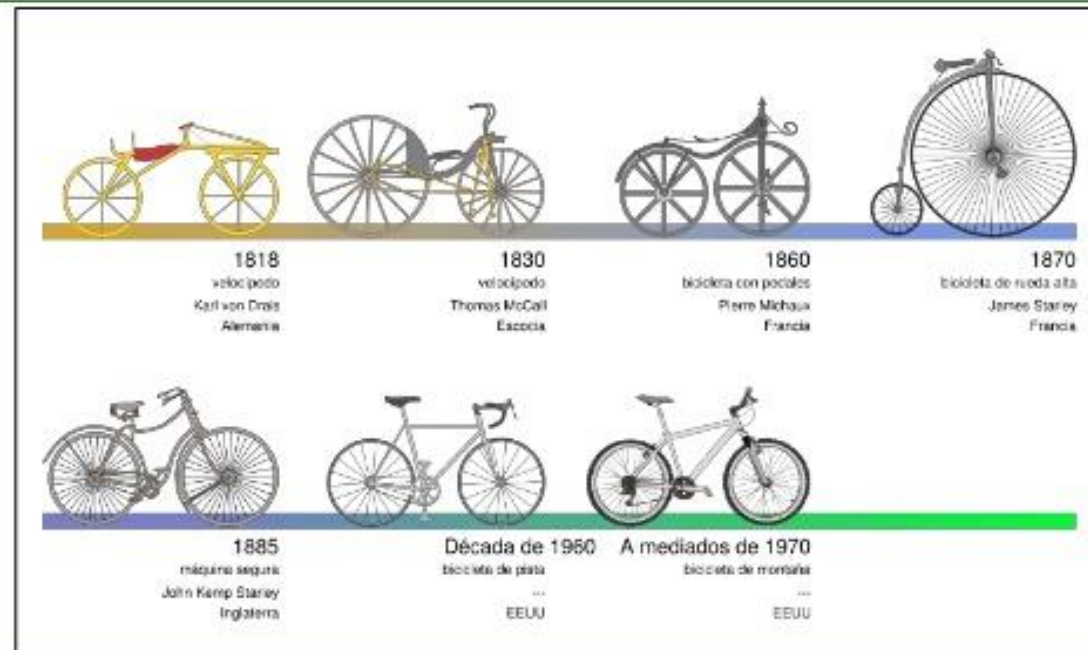 1818
velocípedo
Karl von Drais
Alemania
1830
velocípedo
Thomas McCall
Escocia
1860
bicicleta con pedales
Pierre Michaux
Francia
1870
bicicleta de rueda alta
James Starley
Francia
1885
máquina segura
John Kemp Starley
Inglaterra
Década de 1960
bicicleta de pista
...
EEUU
A mediados de 1970
bicicleta de montaña
...
EEUU